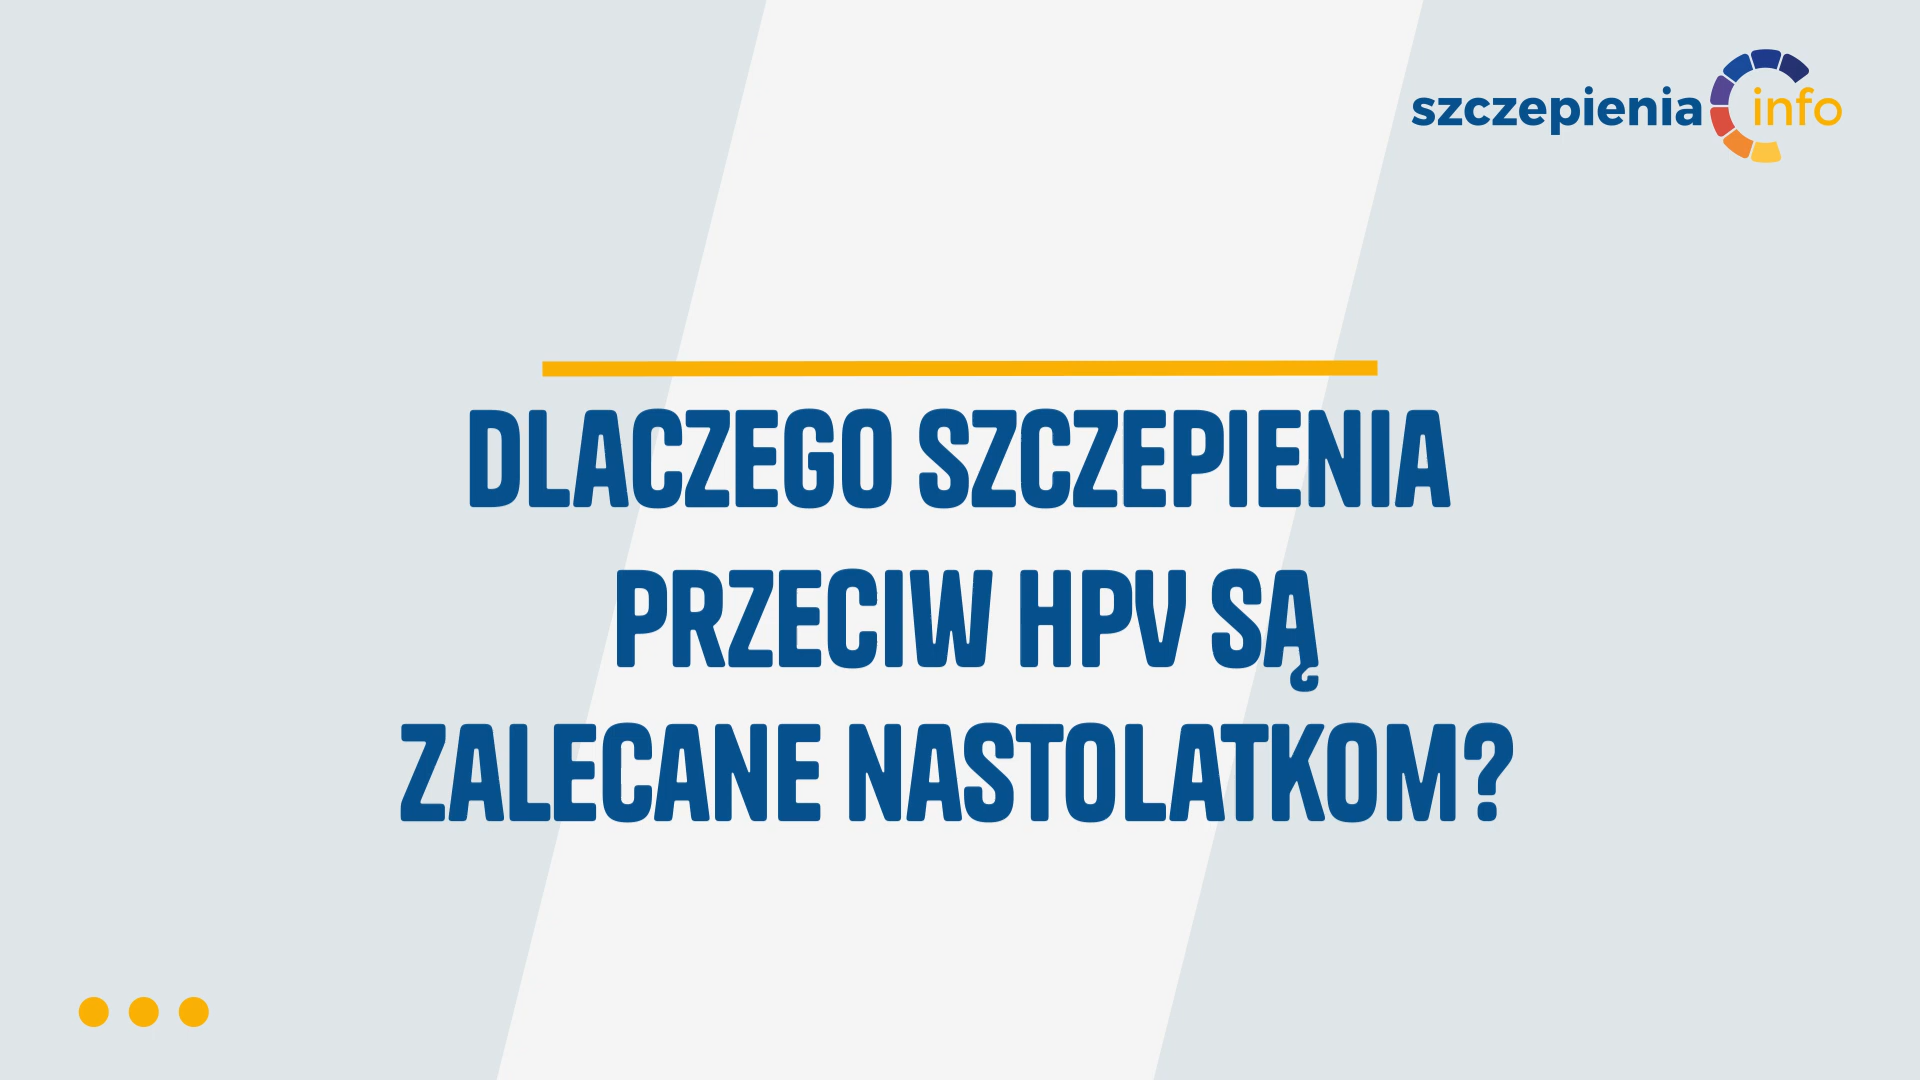 szczepienia info
DLACZEGO SZCZEPIENIA
PRZECIW HPV SĄ
ZALECANE NASTOLATKOM?